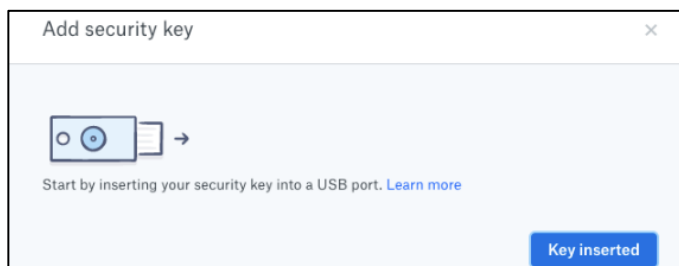 Add security key
Start by inserting your security key into a USB port. Learn more
Key inserted